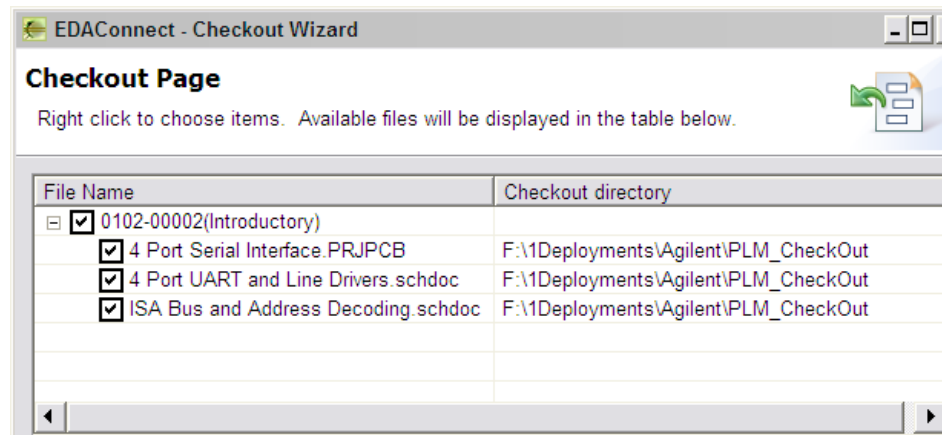 EDAConnect - Checkout Wizard
Checkout Page
Right click to choose items. Available files will be displayed in the table below.
File Name Checkout directory
0102-00002(Introductory)
4 Port Serial Interface.PRJPCB F:\1Deployments\Agilent\PLM_CheckOut
4 Port UART and Line Drivers.schdoc F:\1Deployments\Agilent\PLM_CheckOut
ISA Bus and Address Decoding.schdoc F:\1Deployments\Agilent\PLM_CheckOut